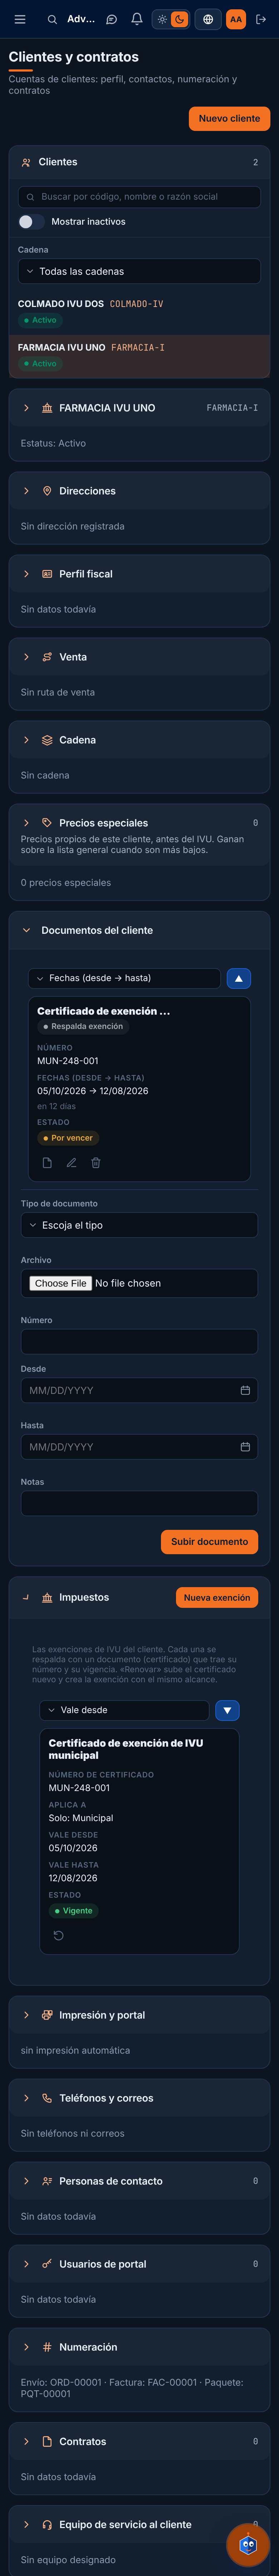 Adv...
AA
Clientes y contratos
Cuentas de clientes: perfil, contactos, numeración y
contratos
Nuevo cliente
Clientes
2
Buscar por código, nombre o razón social
Mostrar inactivos
Cadena
Todas las cadenas
COLMADO IVU DOS COLMADO-IV
Activo
FARMACIA IVU UNO FARMACIA-I
Activo
FARMACIA IVU UNO
FARMACIA-I
Estatus: Activo
Direcciones
Sin dirección registrada
Perfil fiscal
Sin datos todavía
Venta
Sin ruta de venta
Cadena
Sin cadena
Precios especiales
0
Precios propios de este cliente, antes del IVU. Ganan
sobre la lista general cuando son más bajos.
0 precios especiales
Documentos del cliente
Fechas (desde → hasta)
▲
Certificado de exención ...
Respalda exención
NÚMERO
MUN-248-001
FECHAS (DESDE → HASTA)
05/10/2026 → 12/08/2026
en 12 días
ESTADO
Por vencer
Tipo de documento
Escoja el tipo
Archivo
Choose File No file chosen
Número
Desde
MM/DD/YYYY
Hasta
MM/DD/YYYY
Notas
Subir documento
Impuestos
Nueva exención
Las exenciones de IVU del cliente. Cada una se
respalda con un documento (certificado) que trae su
número y su vigencia. «Renovar» sube el certificado
nuevo y crea la exención con el mismo alcance.
Vale desde
▼
Certificado de exención de IVU
municipal
NÚMERO DE CERTIFICADO
MUN-248-001
APLICA A
Solo: Municipal
VALE DESDE
05/10/2026
VALE HASTA
12/08/2026
ESTADO
Vigente
Impresión y portal
sin impresión automática
Teléfonos y correos
Sin teléfonos ni correos
Personas de contacto
0
Sin datos todavía
Usuarios de portal
0
Sin datos todavía
Numeración
Envío: ORD-00001 · Factura: FAC-00001 · Paquete:
PQT-00001
Contratos
0
Sin datos todavía
Equipo de servicio al cliente
0
Sin equipo designado